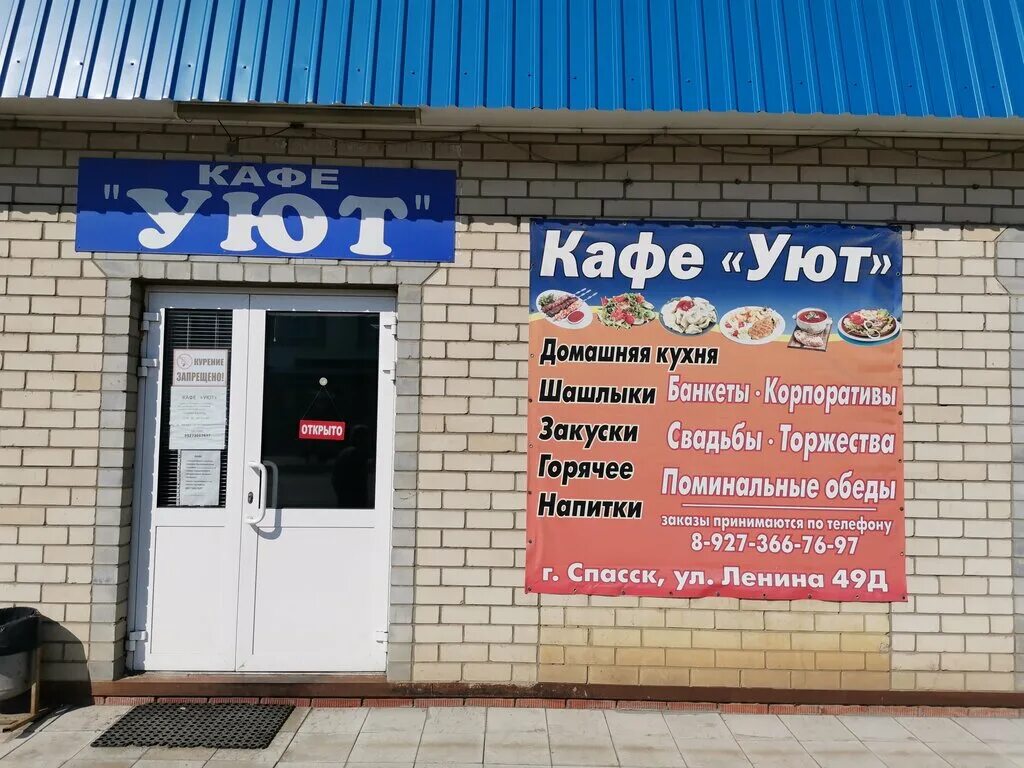 КАФЕ
"УЮТ"
КУРЕНИЕ
ЗАПРЕЩЕНО!
КАФЕ "УЮТ"
ОТКРЫТО
Кафе «Уют»
Домашняя кухня
Шашлыки
Закуски
Горячее
Напитки
Банкеты · Корпоративы
Свадьбы · Торжества
Поминальные обеды
заказы принимаются по телефону
8-927-366-76-97
г. Спасск, ул. Ленина 49Д